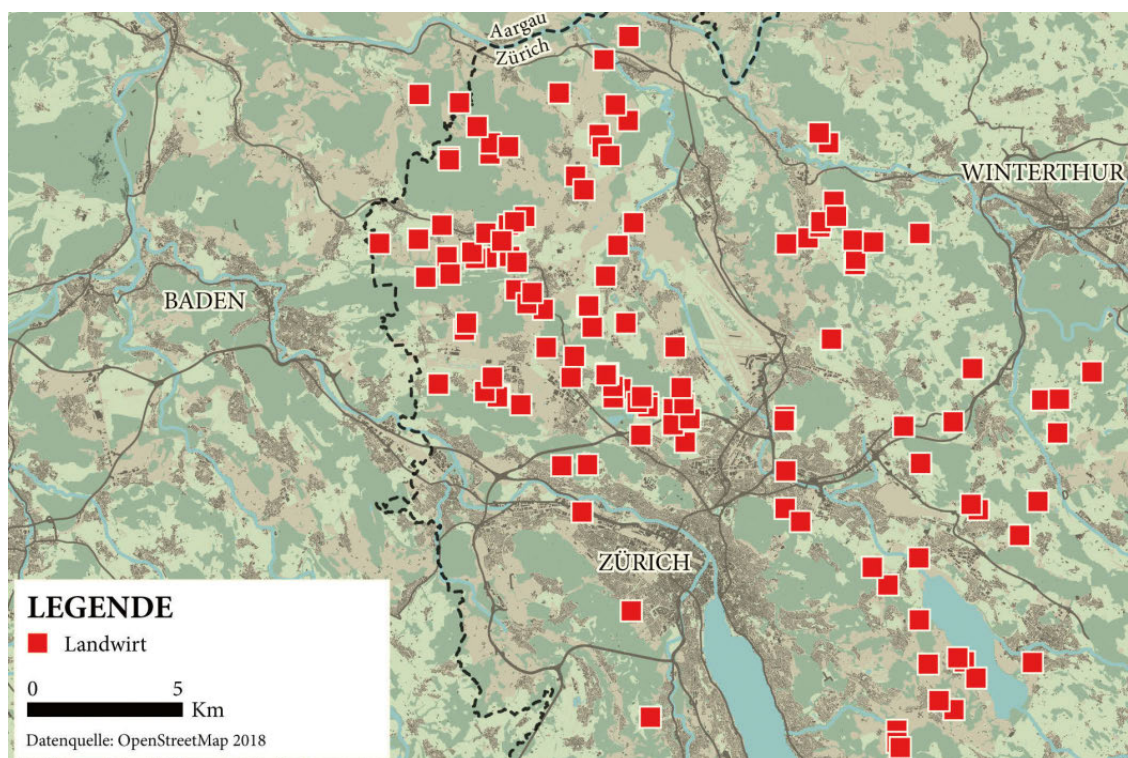 Aargau
Zürich
WINTERTHUR
BADEN
ZÜRICH
LEGENDE
Landwirt
0 5
Km
Datenquelle: OpenStreetMap 2018